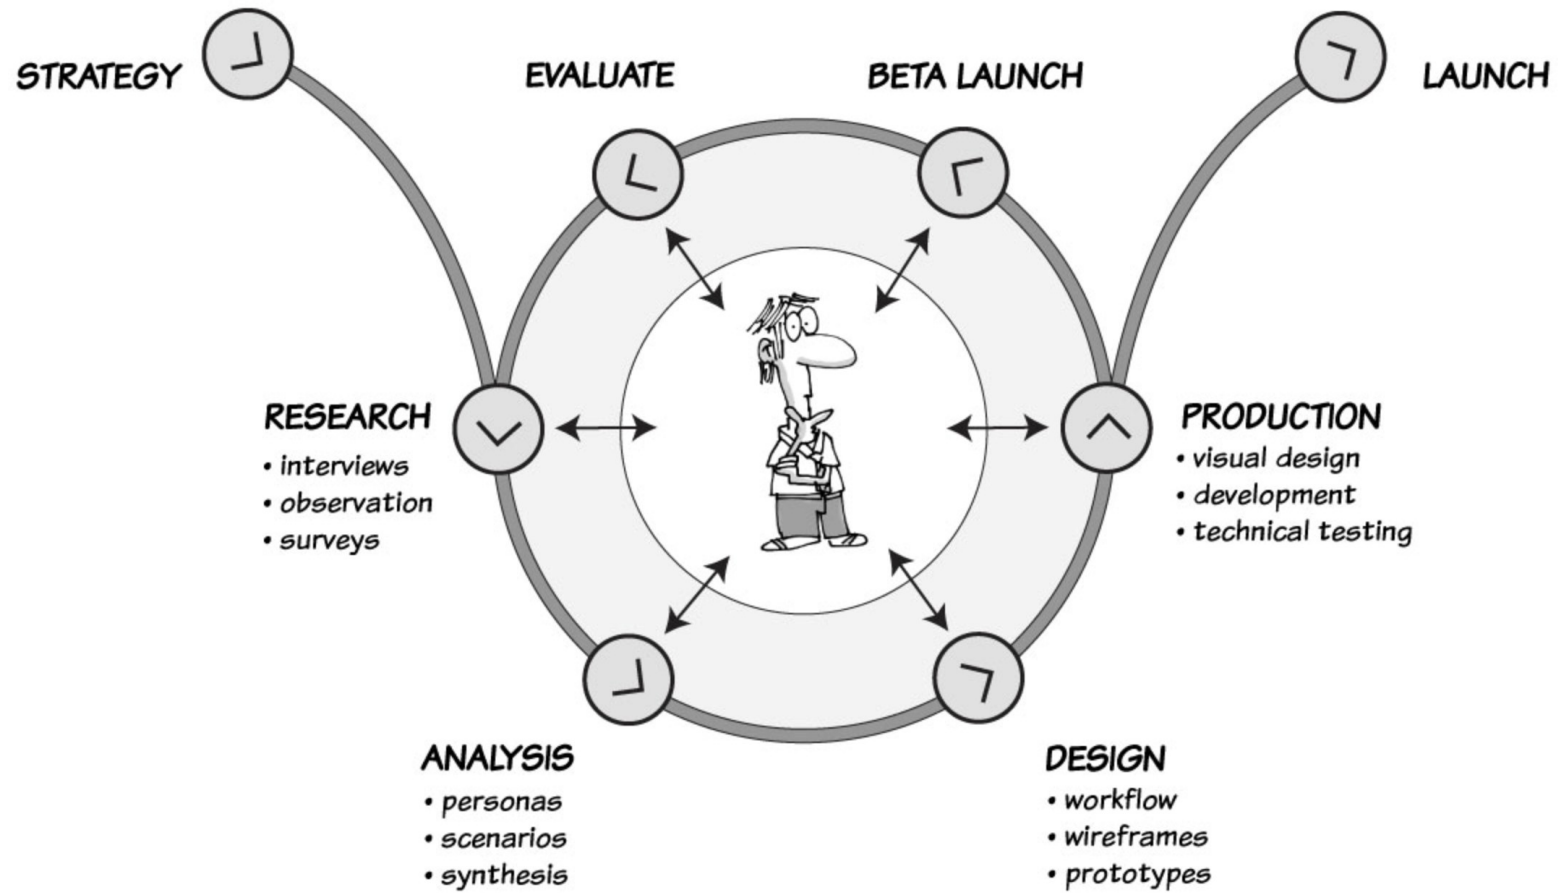 STRATEGY
EVALUATE
BETA LAUNCH
LAUNCH
RESEARCH
• interviews
• observation
• surveys
PRODUCTION
• visual design
• development
• technical testing
ANALYSIS
• personas
• scenarios
• synthesis
DESIGN
• workflow
• wireframes
• prototypes